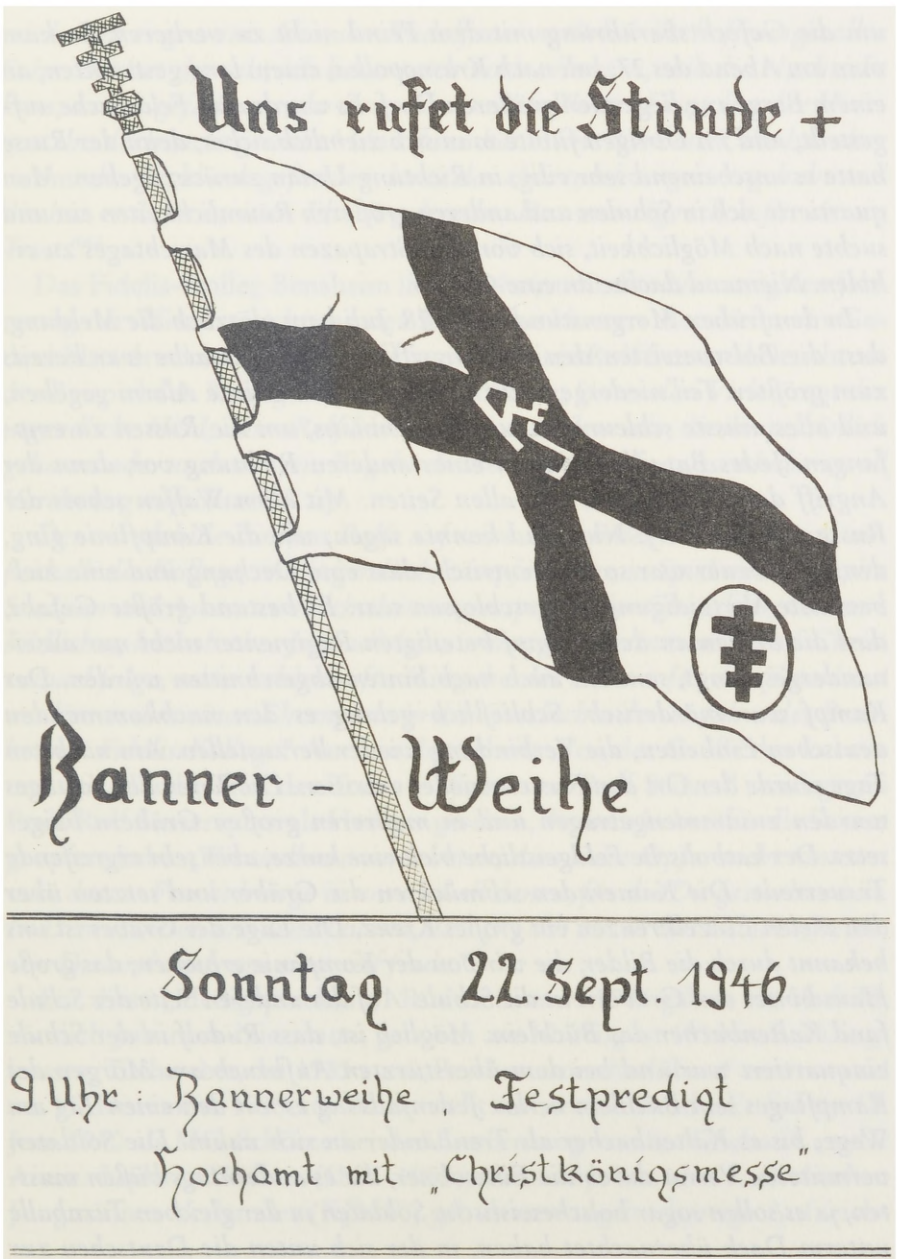 Uns rufet die Stunde +
Banner - Weihe
Sonntag 22 Sept 1946
9 Uhr : Bannerweihe . Festpredigt
Hochamt mit „Christkönigsmesse“